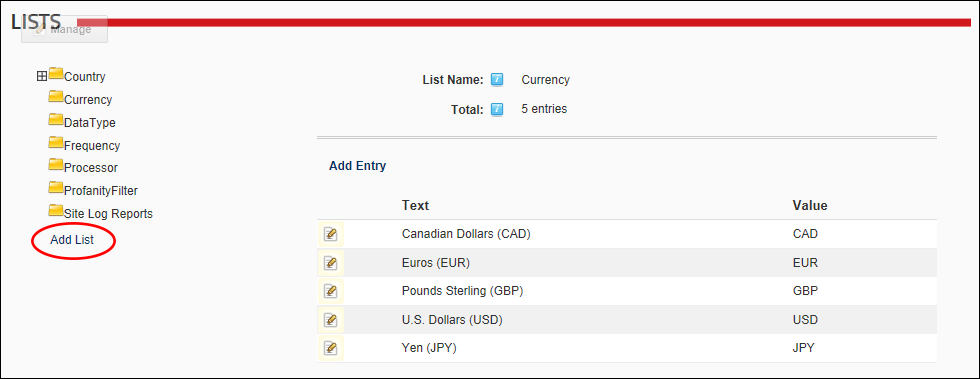 LISTS
Manage
Country
Currency
DataType
Frequency
Processor
ProfanityFilter
Site Log Reports
Add List
List Name: Currency
Total: 5 entries
Add Entry
Text Value
Canadian Dollars (CAD) CAD
Euros (EUR) EUR
Pounds Sterling (GBP) GBP
U.S. Dollars (USD) USD
Yen (JPY) JPY